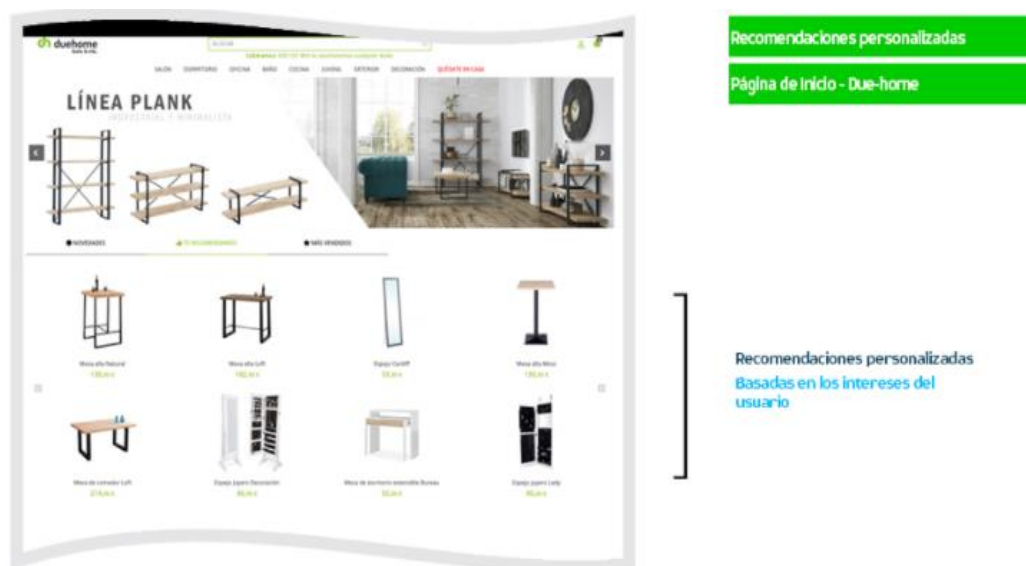 duehome
BUSCAR
SALÓN DORMITORIO OFICINA BAÑO COCINA JUVENIL EXTERIOR DECORACIÓN QUÉDATE EN CASA
LÍNEA PLANK
INDUSTRIAL Y MINIMALISTA
NOVEDADES TE RECOMENDAMOS MÁS VENDIDOS
Mesa alta Natural Mesa alta Loft Espejo Cardiff Mesa alta
Mesa de comedor Loft Espejo joyero Decoración Mesa de escritorio extensible Bureau Espejo joyero Lady
Recomendaciones personalizadas
Página de Inicio - Due-home
Recomendaciones personalizadas
Basadas en los intereses del
usuario